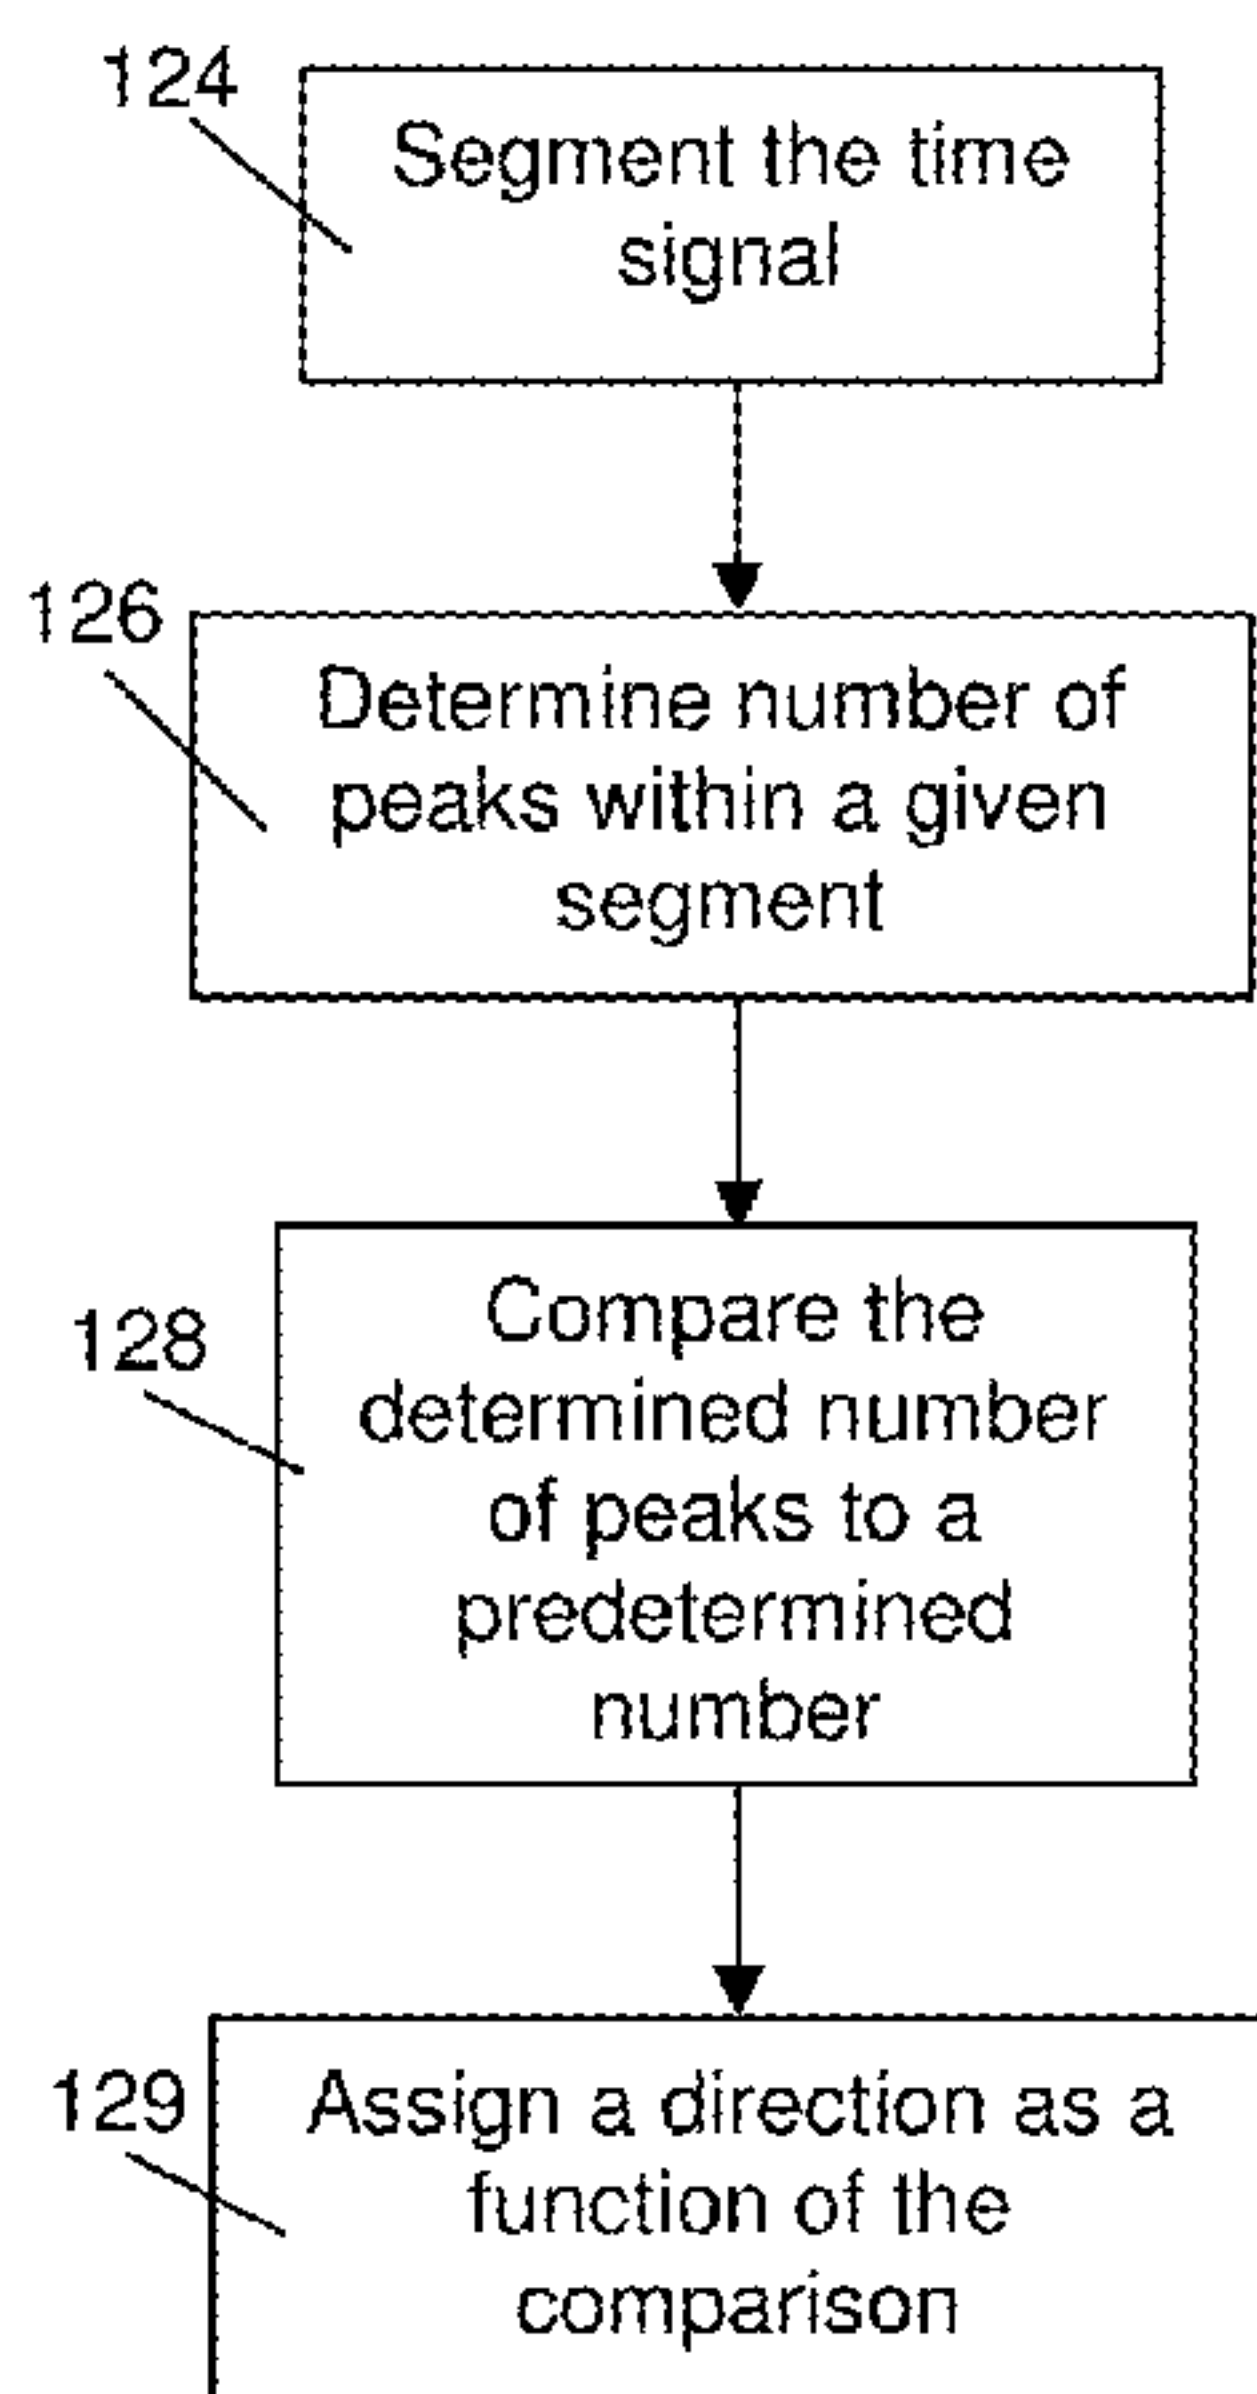 124
Segment the time
signal
126
Determine number of
peaks within a given
segment
128
Compare the
determined number
of peaks to a
predetermined
number
129
Assign a direction as a
function of the
comparison